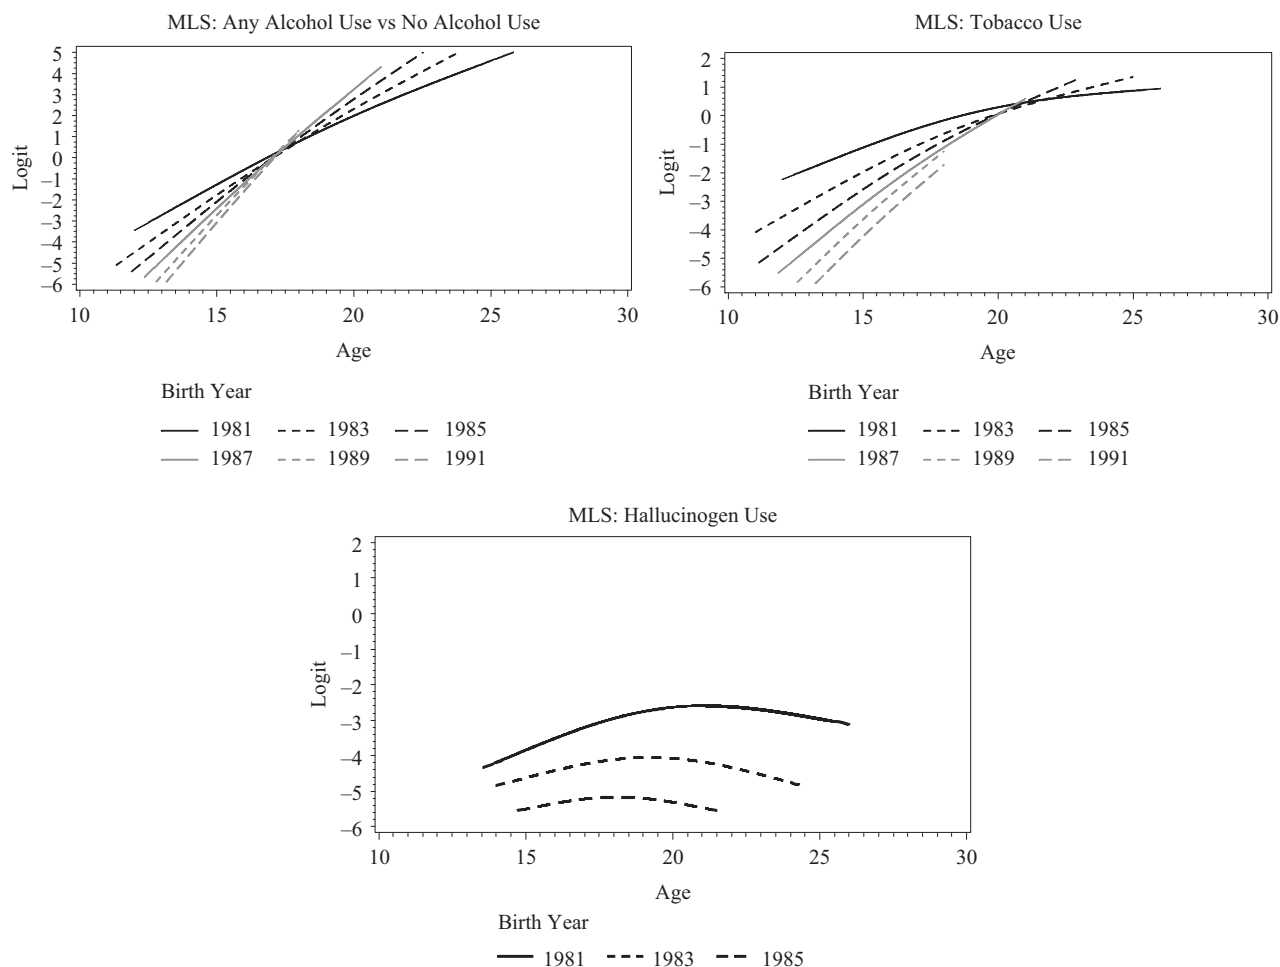 MLS: Any Alcohol Use vs No Alcohol Use
5
4
3
2
1
0
–1
–2
–3
–4
–5
–6
Logit
10 15 20 25 30
Age
Birth Year
1981 1983 1985
1987 1989 1991
MLS: Tobacco Use
2
1
0
–1
–2
–3
–4
–5
–6
Logit
10 15 20 25 30
Age
Birth Year
1981 1983 1985
1987 1989 1991
MLS: Hallucinogen Use
2
1
0
–1
–2
–3
–4
–5
–6
Logit
10 15 20 25 30
Age
Birth Year
1981 1983 1985